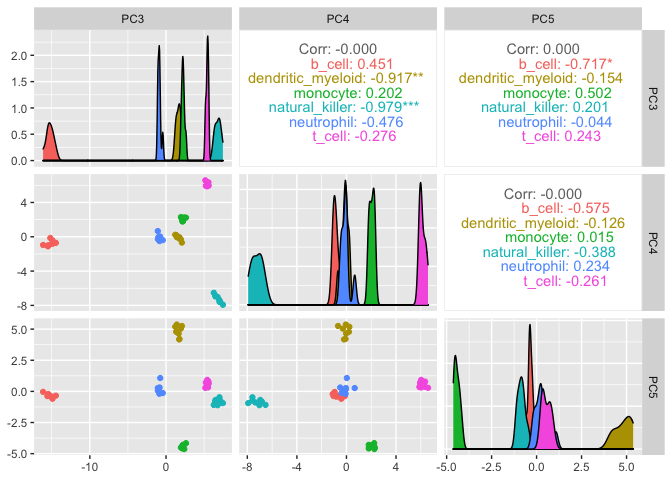 PC3
PC4
PC5
2.0
1.5
1.0
0.5
0.0
Corr: -0.000
b_cell: 0.451
dendritic_myeloid: -0.917**
monocyte: 0.202
natural_killer: -0.979***
neutrophil: -0.476
t_cell: -0.276
Corr: 0.000
b_cell: -0.717*
dendritic_myeloid: -0.154
monocyte: 0.502
natural_killer: 0.201
neutrophil: -0.044
t_cell: 0.243
PC3
4
0
-4
-8
Corr: -0.000
b_cell: -0.575
dendritic_myeloid: -0.126
monocyte: 0.015
natural_killer: -0.388
neutrophil: 0.234
t_cell: -0.261
PC4
5.0
2.5
0.0
-2.5
-5.0
PC5
-10
0
-8
-4
0
4
-5.0
-2.5
0.0
2.5
5.0